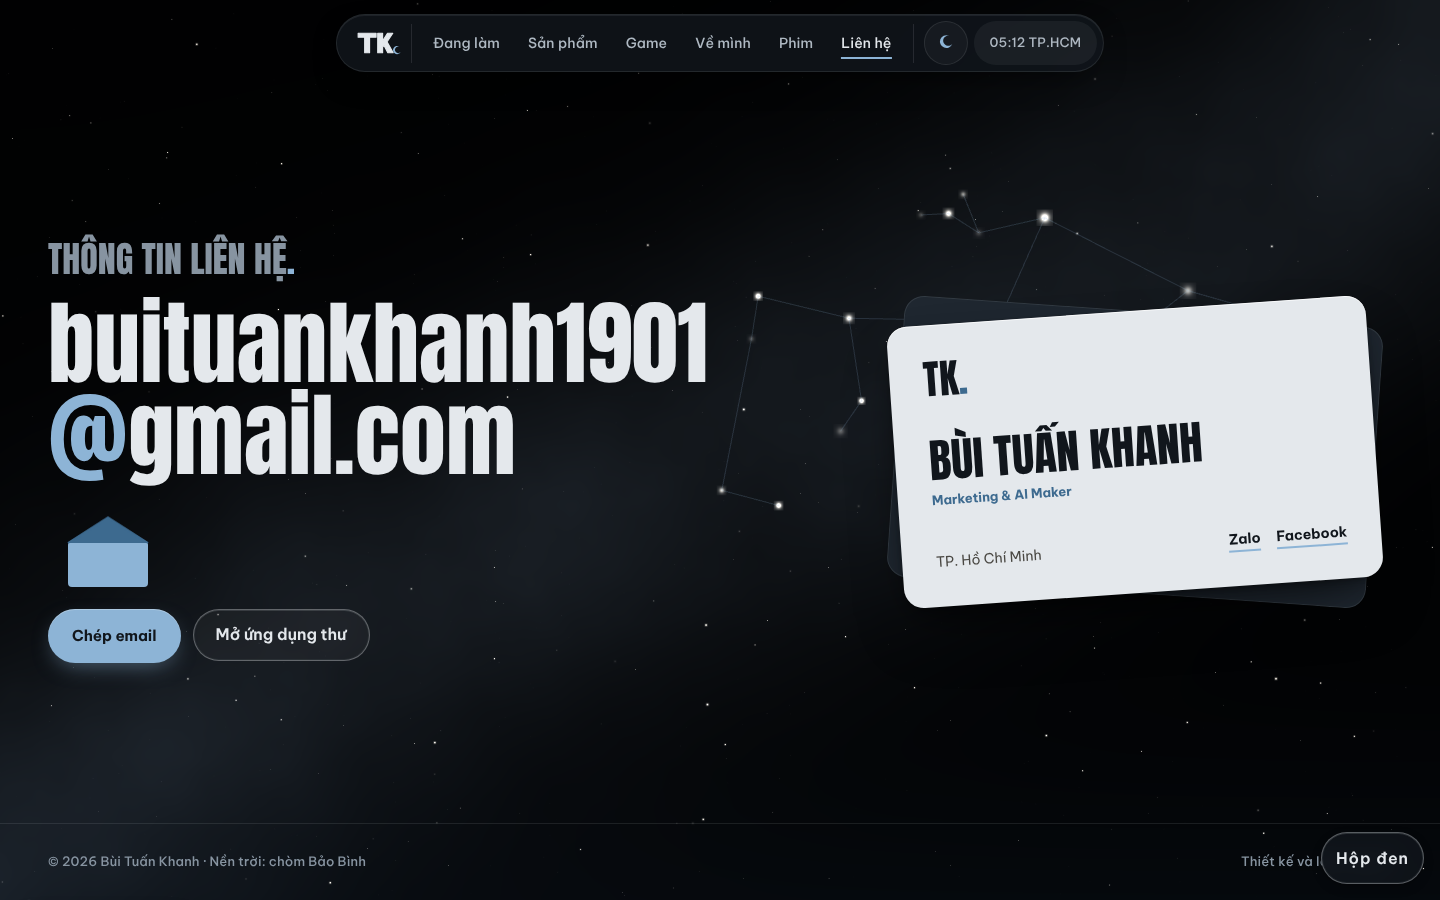 TK
Đang làm
Sản phẩm
Game
Về mình
Phim
Liên hệ
05:12 TP.HCM
THÔNG TIN LIÊN HỆ.
buituankhanh1901
@gmail.com
TK.
BÙI TUẤN KHANH
Marketing & AI Maker
TP. Hồ Chí Minh
Zalo
Facebook
Chép email
Mở ứng dụng thư
© 2026 Bùi Tuấn Khanh · Nền trời: chòm Bảo Bình
Thiết kế và
Hộp đen